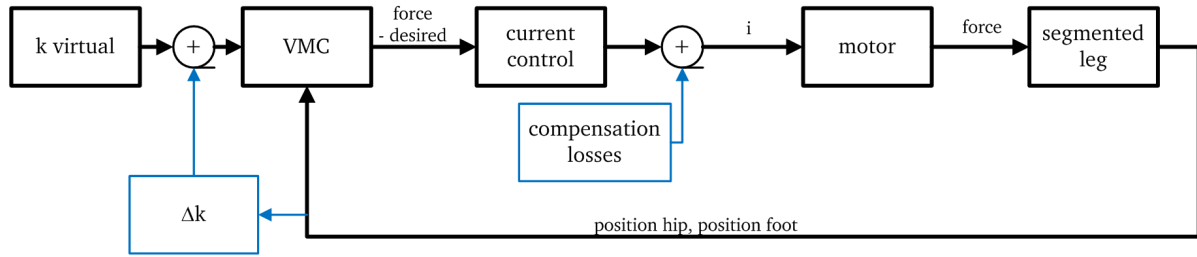 k virtual
+
VMC
force
- desired
current
control
+
i
motor
force
segmented
leg
compensation
losses
Δk
position hip, position foot